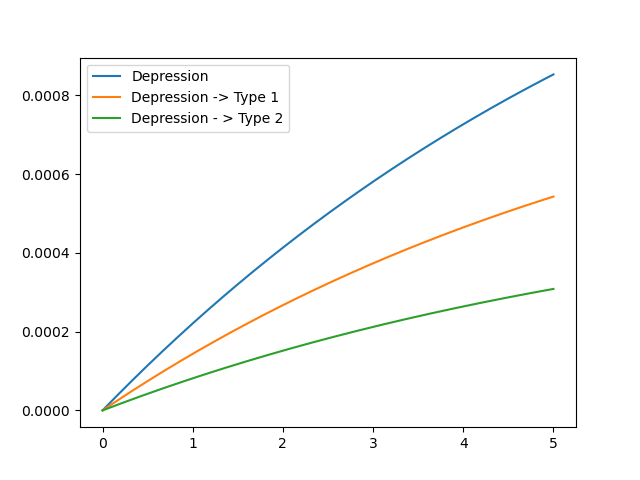 Depression
Depression -> Type 1
Depression - > Type 2
0.0008
0.0006
0.0004
0.0002
0.0000
0 1 2 3 4 5